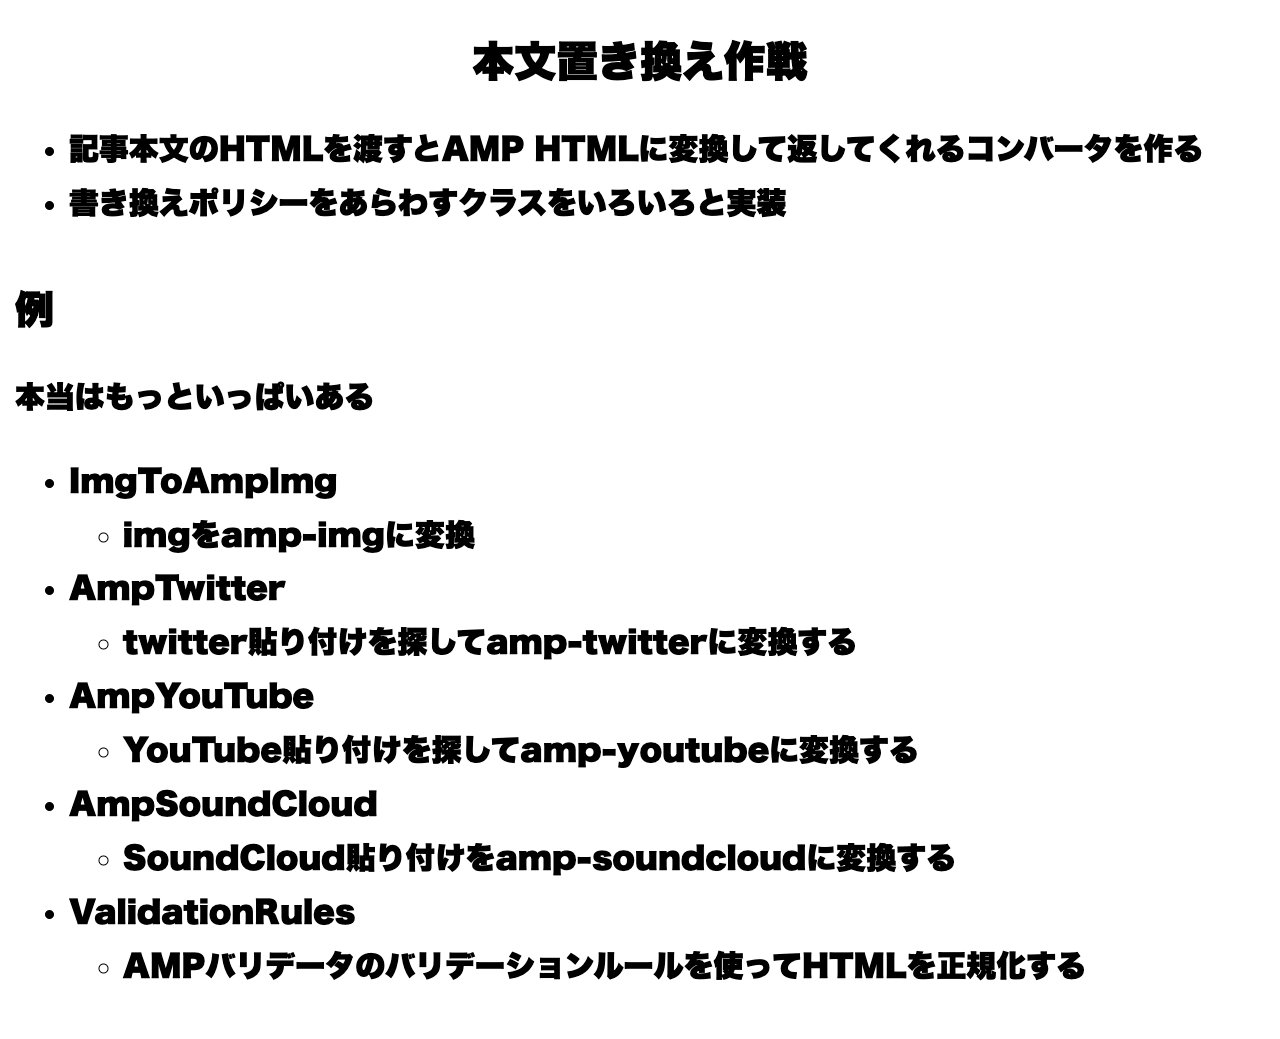 本文置き換え作戦
記事本文のHTMLを渡すとAMP HTMLに変換して返してくれるコンバータを作る
書き換えポリシーをあらわすクラスをいろいろと実装
例
本当はもっといっぱいある
ImgToAmpImg
imgをamp-imgに変換
AmpTwitter
twitter貼り付けを探してamp-twitterに変換する
AmpYouTube
YouTube貼り付けを探してamp-youtubeに変換する
AmpSoundCloud
SoundCloud貼り付けをamp-soundcloudに変換する
ValidationRules
AMPバリデータのバリデーションルールを使ってHTMLを正規化する